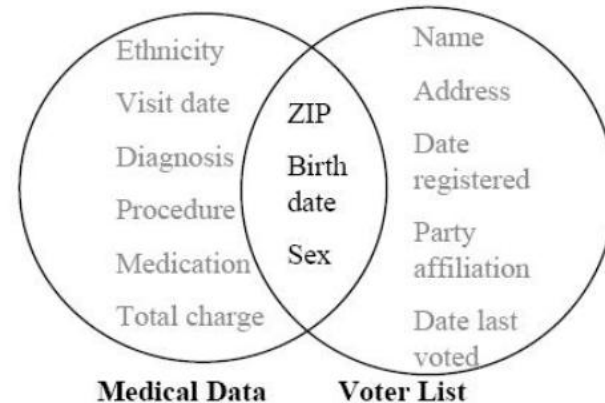 Ethnicity
Visit date
Diagnosis
Procedure
Medication
Total charge
ZIP
Birth
date
Sex
Name
Address
Date
registered
Party
affiliation
Date last
voted
Medical Data
Voter List